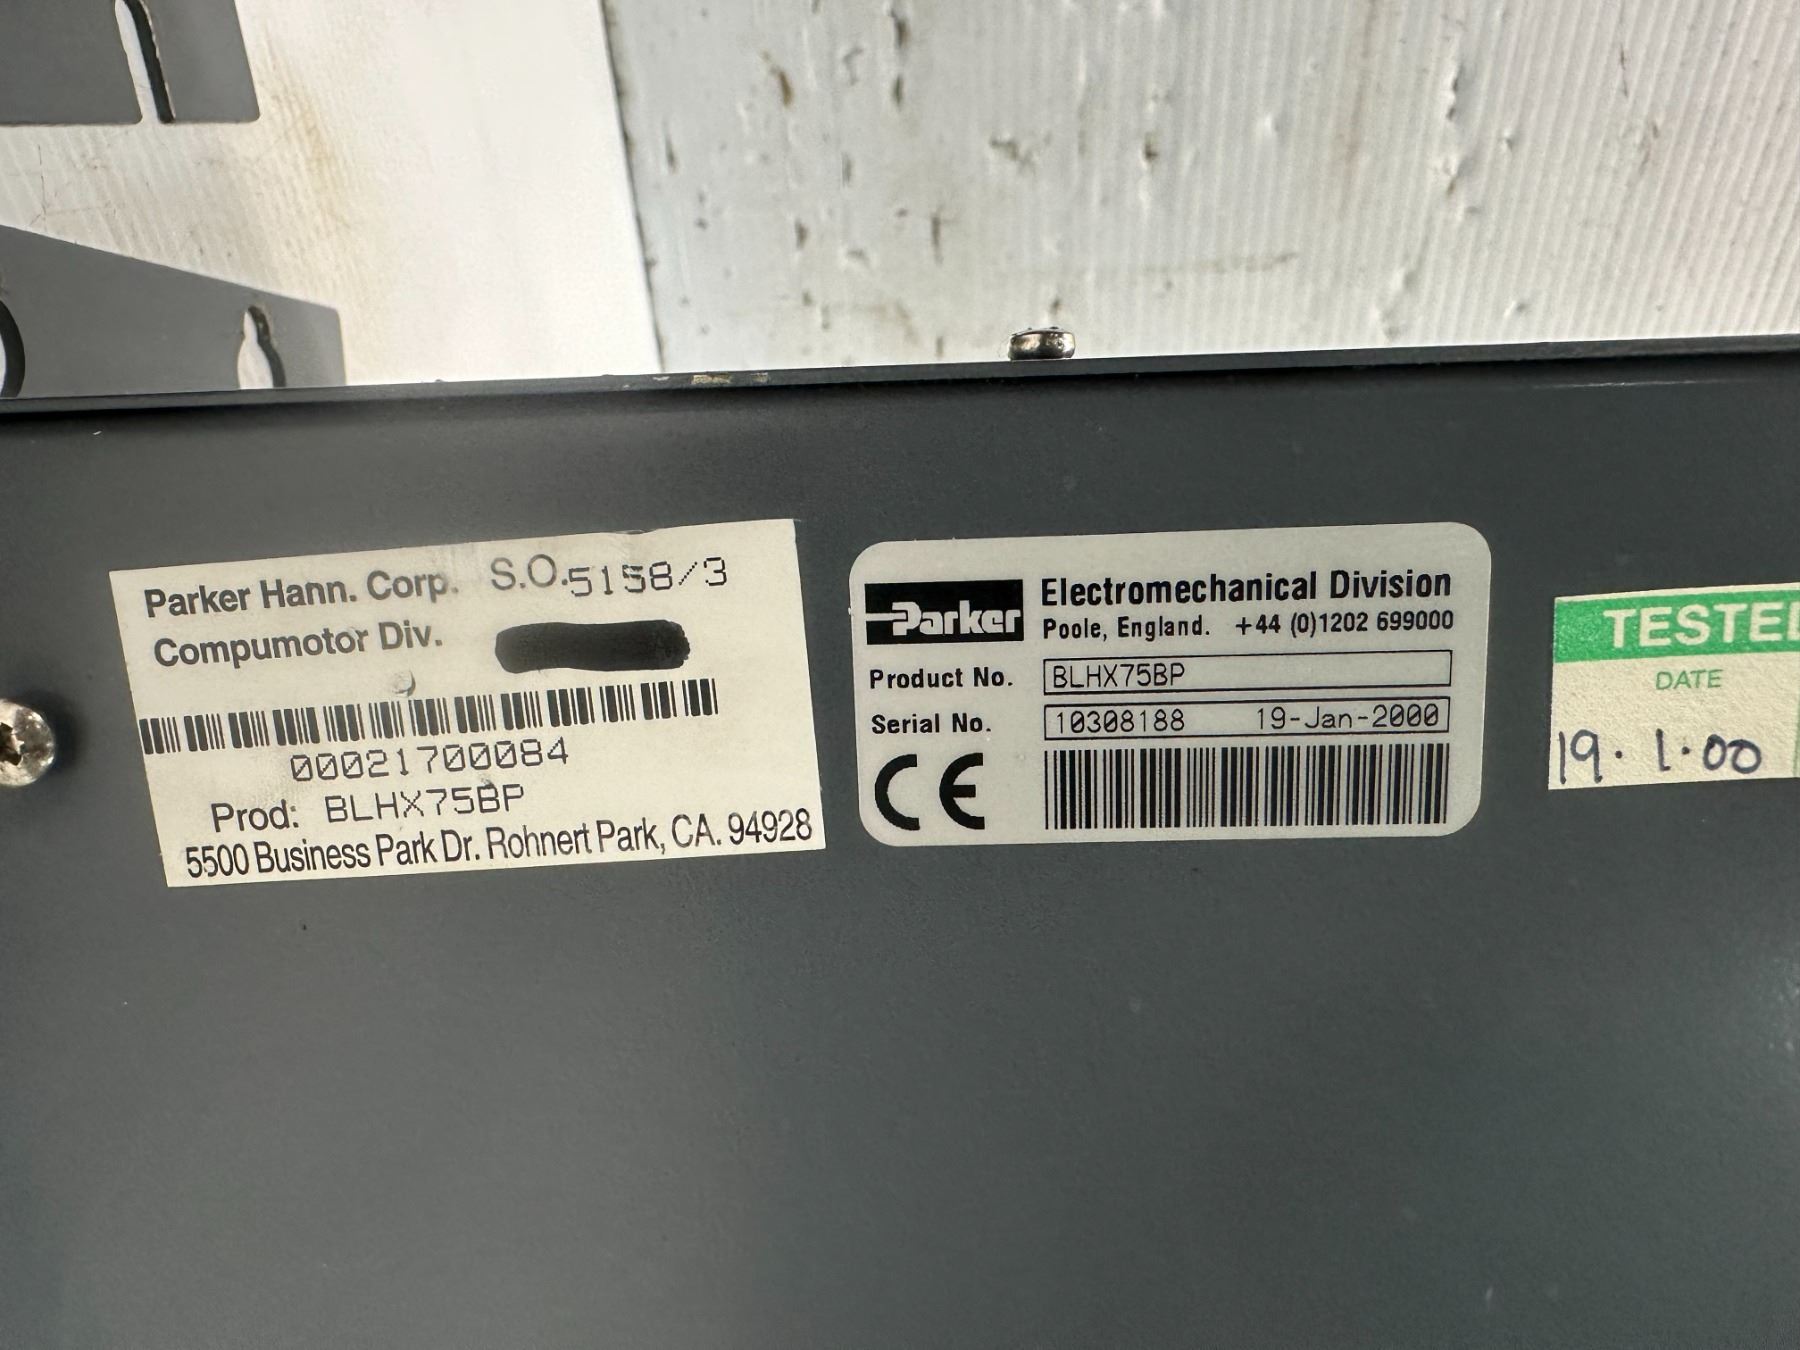 Parker Hann. Corp. S.O.5158/3
Compumotor Div.
00021700084
Prod: BLHX75BP
5500 Business Park Dr. Rohnert Park, CA. 94928
Parker
Electromechanical Division
Poole, England. +44 (0)1202 699000
Product No. BLHX75BP
Serial No. 10308188 19-Jan-2000
CE
TESTED
DATE
19.1.00